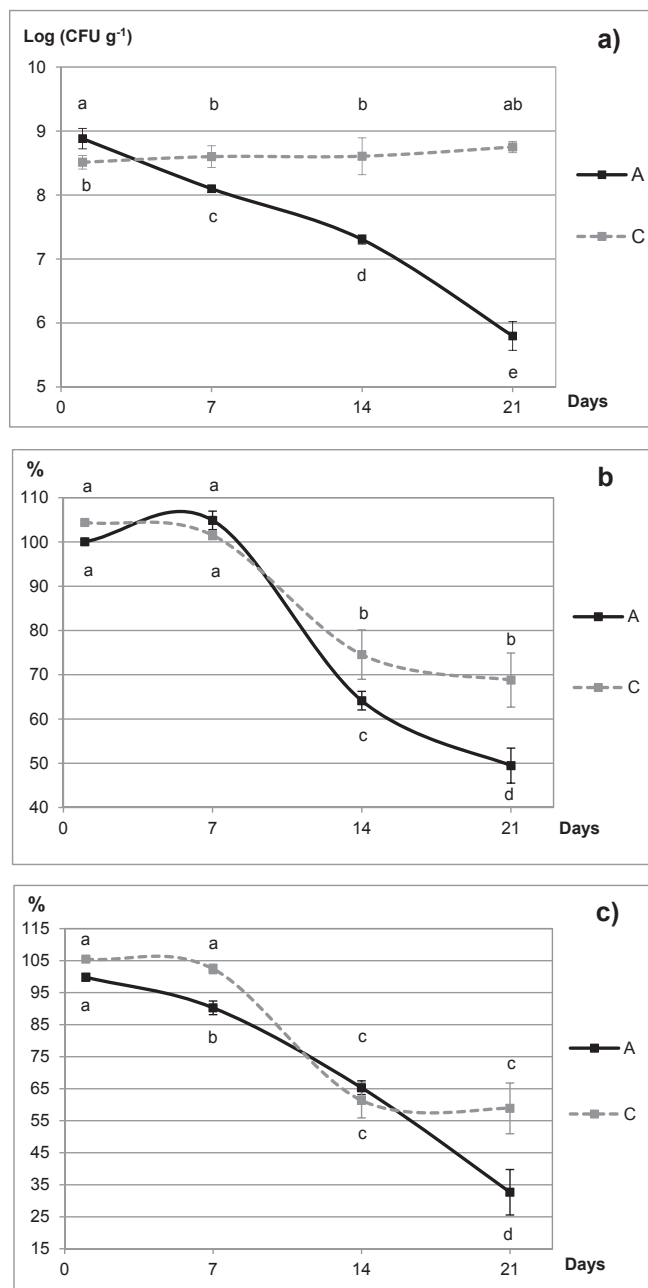 Log (CFU g⁻¹)
a)
10
9
8
7
6
5
a b b ab
b
c
d
e
A
C
0 7 14 21 Days
%
b
110
100
90
80
70
60
50
40
a a
a a
b b
c
d
A
C
0 7 14 21 Days
%
c)
115
105
95
85
75
65
55
45
35
25
15
a a
a
b
c c
c
d
A
C
0 7 14 21 Days